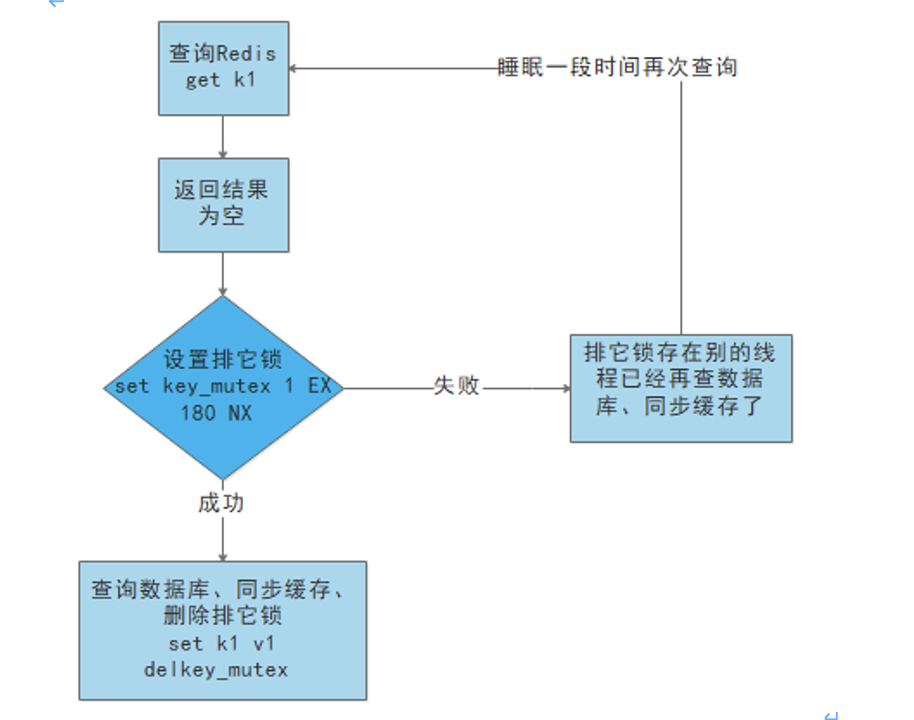 查询Redis
get k1
睡眠一段时间再次查询
返回结果
为空
设置排它锁
set key_mutex 1 EX
180 NX
失败
排它锁存在别的线
程已经再查数据
库、同步缓存了
成功
查询数据库、同步缓存、
删除排它锁
set k1 v1
delkey_mutex